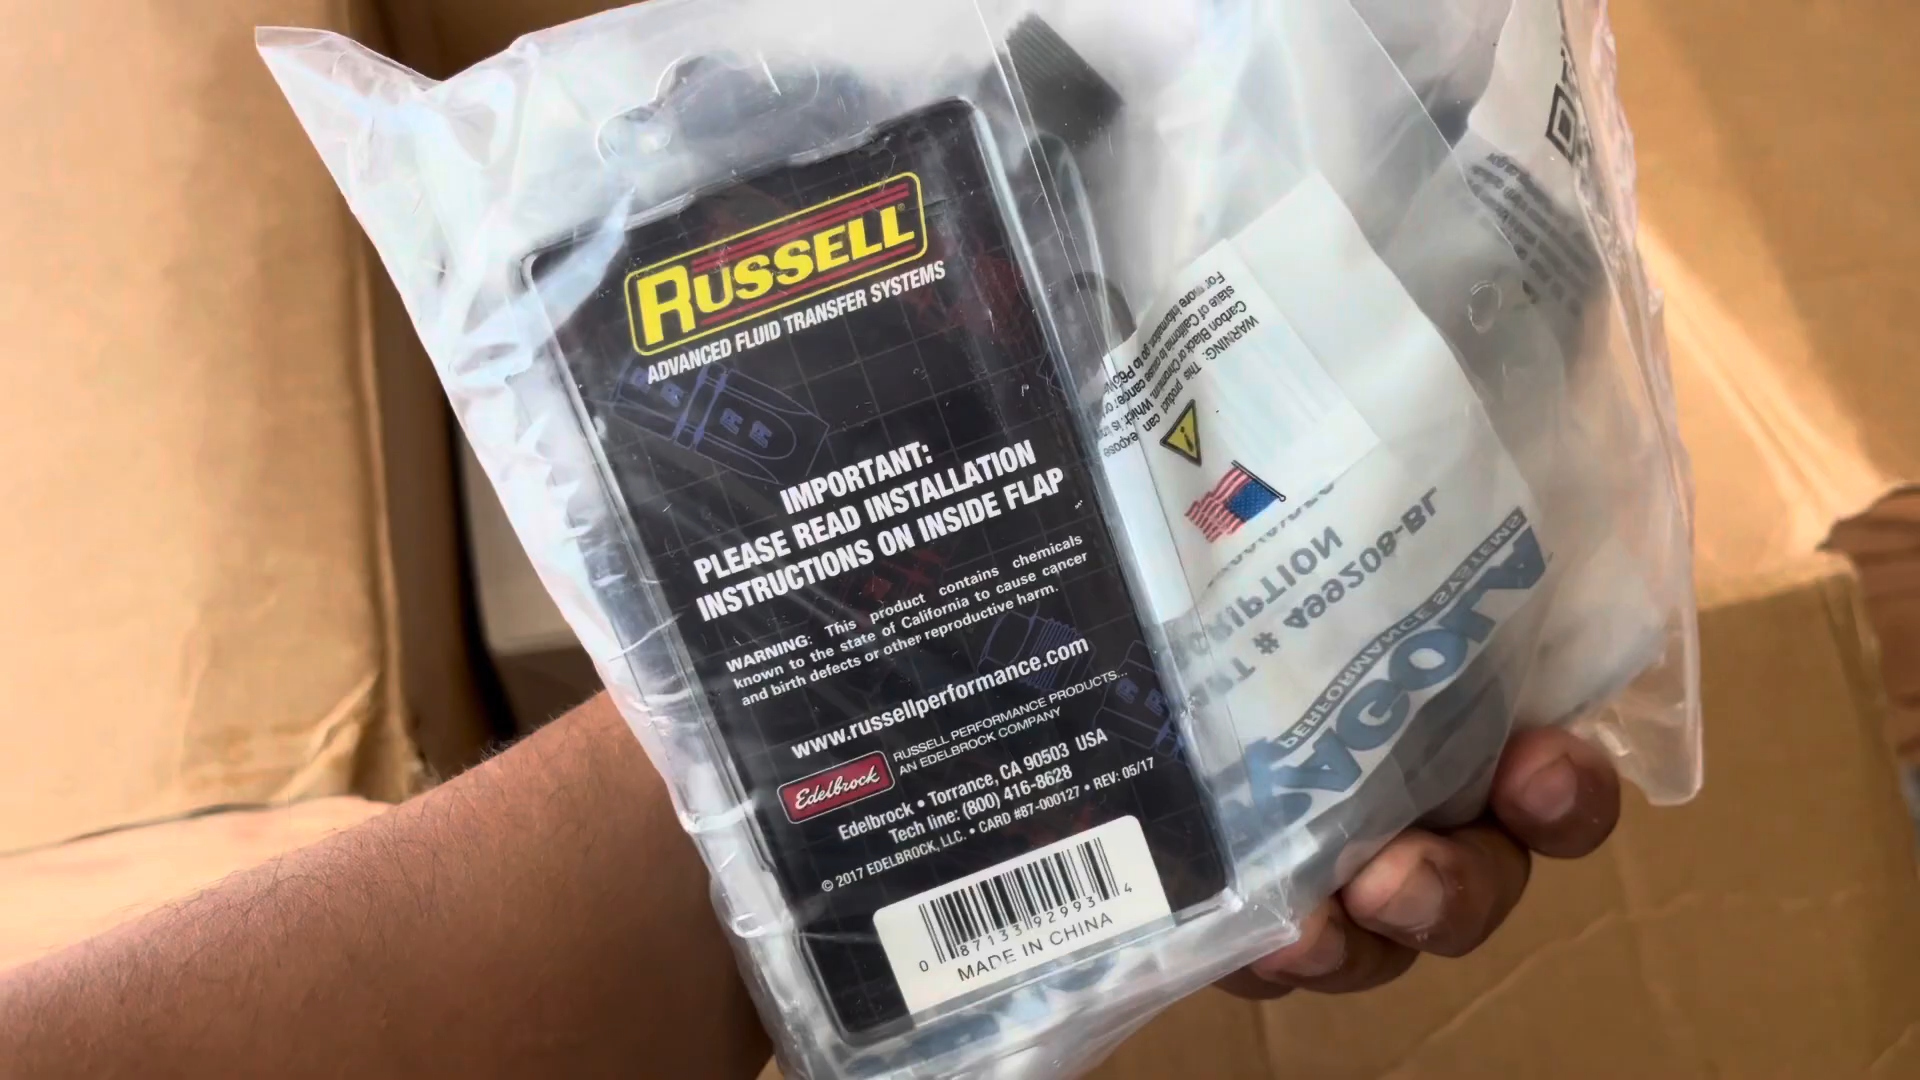 RUSSELL
ADVANCED FLUID TRANSFER SYSTEMS
IMPORTANT:
PLEASE READ INSTALLATION
INSTRUCTIONS ON INSIDE FLAP
WARNING: This product contains chemicals
known to the state of California to cause cancer
and birth defects or other reproductive harm.
www.russellperformance.com
Edelbrock
RUSSELL PERFORMANCE PRODUCTS...
AN EDELBROCK COMPANY
Edelbrock • Torrance, CA 90503 USA
Tech line: (800) 416-8628
© 2017 EDELBROCK, LLC. • CARD #87-000127 • REV: 05/17
0 87133 92993 4
MADE IN CHINA
WARNING: This product can expose
Carbon Black or Chromium. Which is
state of California to cause cancer or
For more information go to
PERFORMANCE SYSTEMS
# 499208-BL